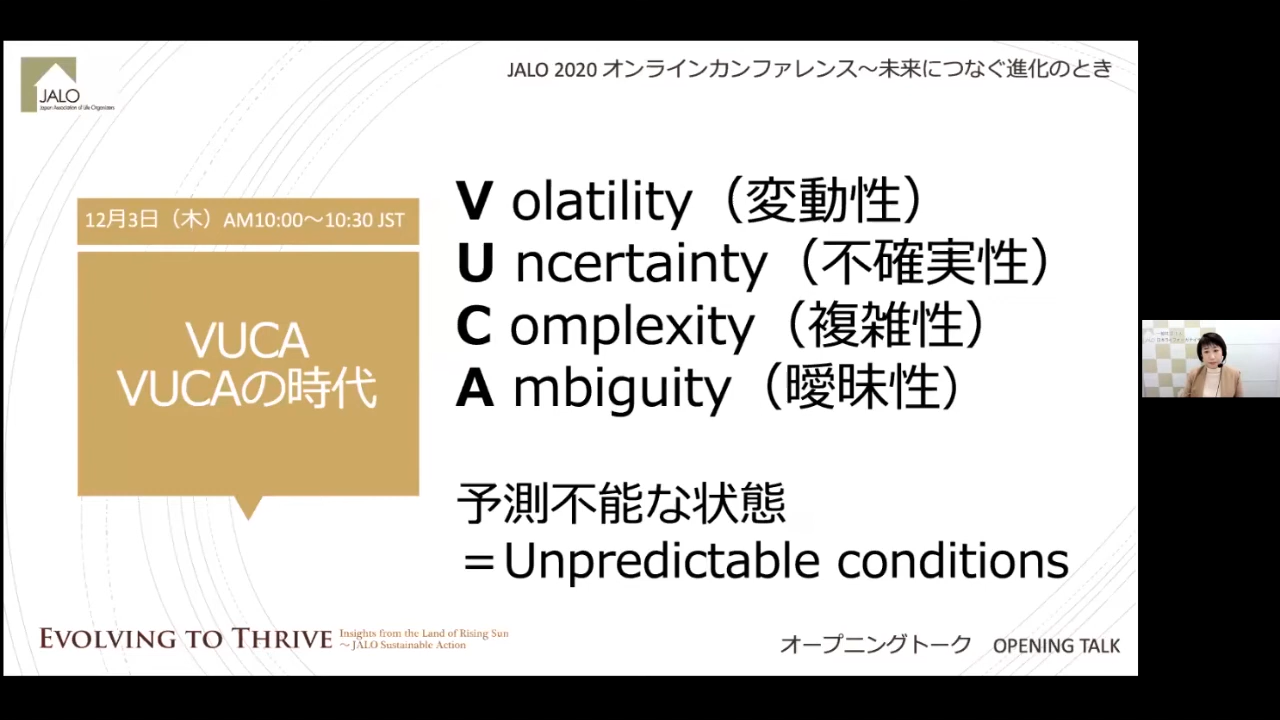 JALO
Japan Association of Life Organizers
JALO 2020 オンラインカンファレンス～未来につなぐ進化のとき
12月3日（木）AM10:00～10:30 JST
VUCA
VUCAの時代
V olatility（変動性）
U ncertainty（不確実性）
C omplexity（複雑性）
A mbiguity（曖昧性）
予測不能な状態
＝Unpredictable conditions
EVOLVING TO THRIVE
Insights from the Land of Rising Sun
～JALO Sustainable Action
オープニングトーク OPENING TALK